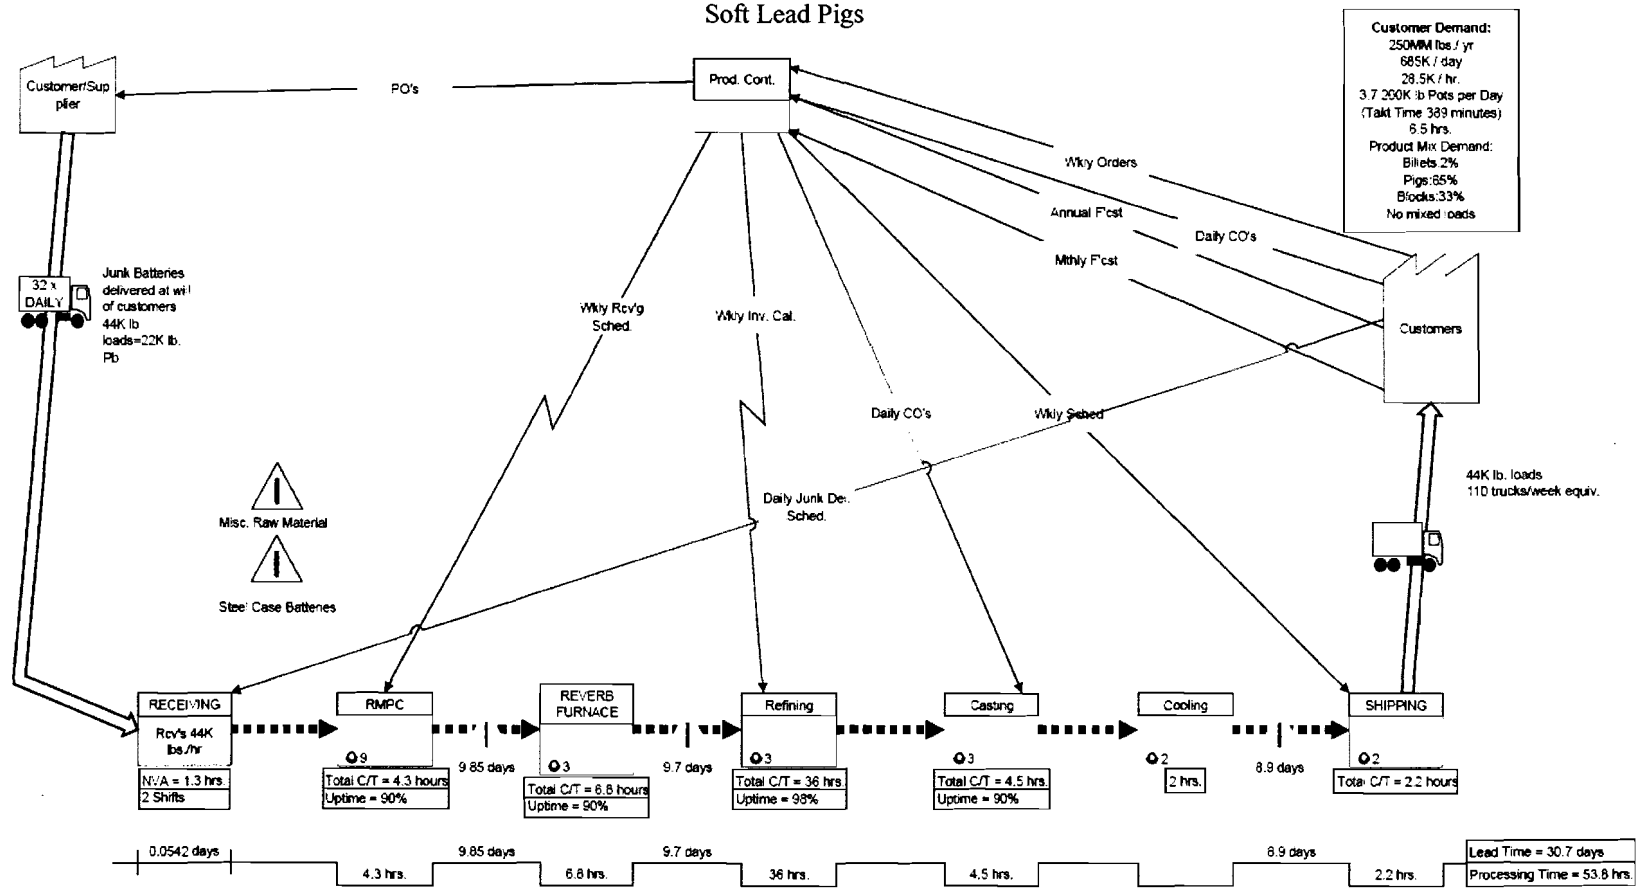 Soft Lead Pigs
Customer Demand:
250MM lbs./ yr
685K / day
28.5K / hr.
3.7 200K lb Pots per Day
(Takt Time 389 minutes)
6.5 hrs.
Product Mix Demand:
Billets:2%
Pigs:65%
Blocks:33%
No mixed loads
Customer/Sup
plier
PO's
Prod. Cont.
Wkly Orders
Annual F'cst
Daily CO's
Mthly F'cst
Customers
32 x
DAILY
Junk Batteries
delivered at will
of customers
44K lb
loads=22K lb.
Pb
Wkly Rcv'g
Sched.
Wkly Inv. Cal.
Daily CO's
Wkly Sched
Daily Junk Del.
Sched.
44K lb. loads
110 trucks/week equiv.
I
Misc. Raw Material
I
Steel Case Batteries
RECEIVING
Rcv's 44K
lbs./hr
NVA = 1.3 hrs.
2 Shifts
RMPC
9
Total C/T = 4.3 hours
Uptime = 90%
I
9.85 days
REVERB
FURNACE
3
Total C/T = 6.8 hours
Uptime = 90%
I
9.7 days
Refining
3
Total C/T = 36 hrs.
Uptime = 98%
Casting
3
Total C/T = 4.5 hrs.
Uptime = 90%
Cooling
2
2 hrs.
I
8.9 days
SHIPPING
2
Total C/T = 2.2 hours
0.0542 days
9.85 days
9.7 days
8.9 days
Lead Time = 30.7 days
4.3 hrs.
6.8 hrs.
36 hrs.
4.5 hrs.
2.2 hrs.
Processing Time = 53.8 hrs.